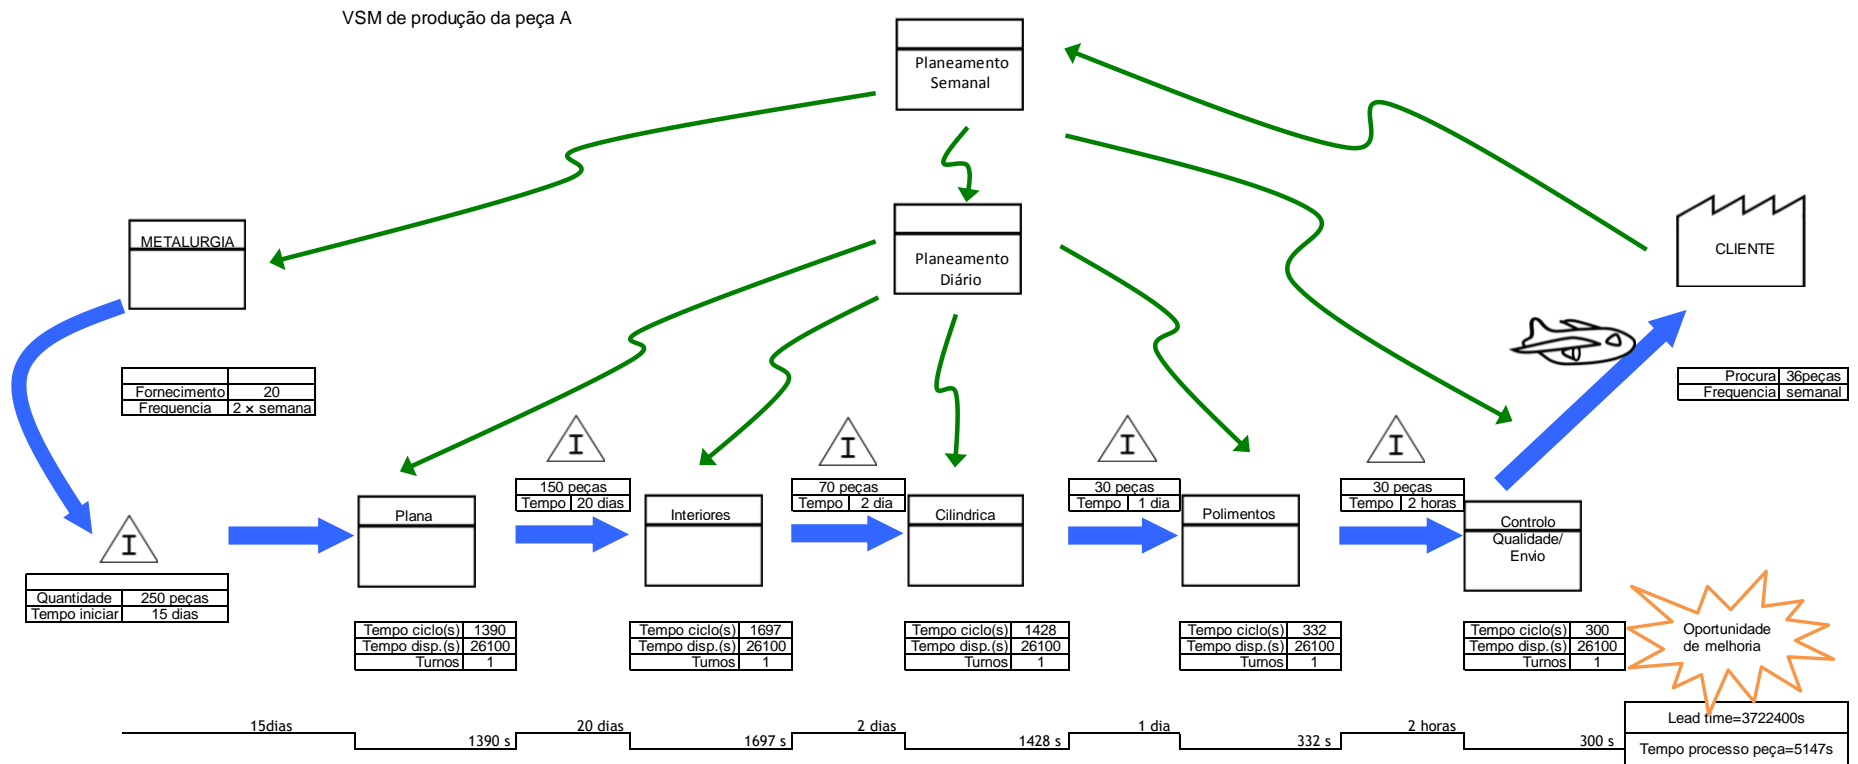 VSM de produção da peça A
Planeamento
Semanal
METALURGIA
Planeamento
Diário
CLIENTE
Fornecimento 20
Frequencia 2 × semana
Procura 36peças
Frequencia semanal
I
I
I
I
150 peças
Tempo 20 dias
70 peças
Tempo 2 dia
30 peças
Tempo 1 dia
30 peças
Tempo 2 horas
I
Quantidade 250 peças
Tempo iniciar 15 dias
Plana
Interiores
Cilindrica
Polimentos
Controlo
Qualidade/
Envio
Tempo ciclo(s) 1390
Tempo disp.(s) 26100
Turnos 1
Tempo ciclo(s) 1697
Tempo disp.(s) 26100
Turnos 1
Tempo ciclo(s) 1428
Tempo disp.(s) 26100
Turnos 1
Tempo ciclo(s) 332
Tempo disp.(s) 26100
Turnos 1
Tempo ciclo(s) 300
Tempo disp.(s) 26100
Turnos 1
Oportunidade
de melhoria
15dias
1390 s
20 dias
1697 s
2 dias
1428 s
1 dia
332 s
2 horas
300 s
Lead time=3722400s
Tempo processo peça=5147s